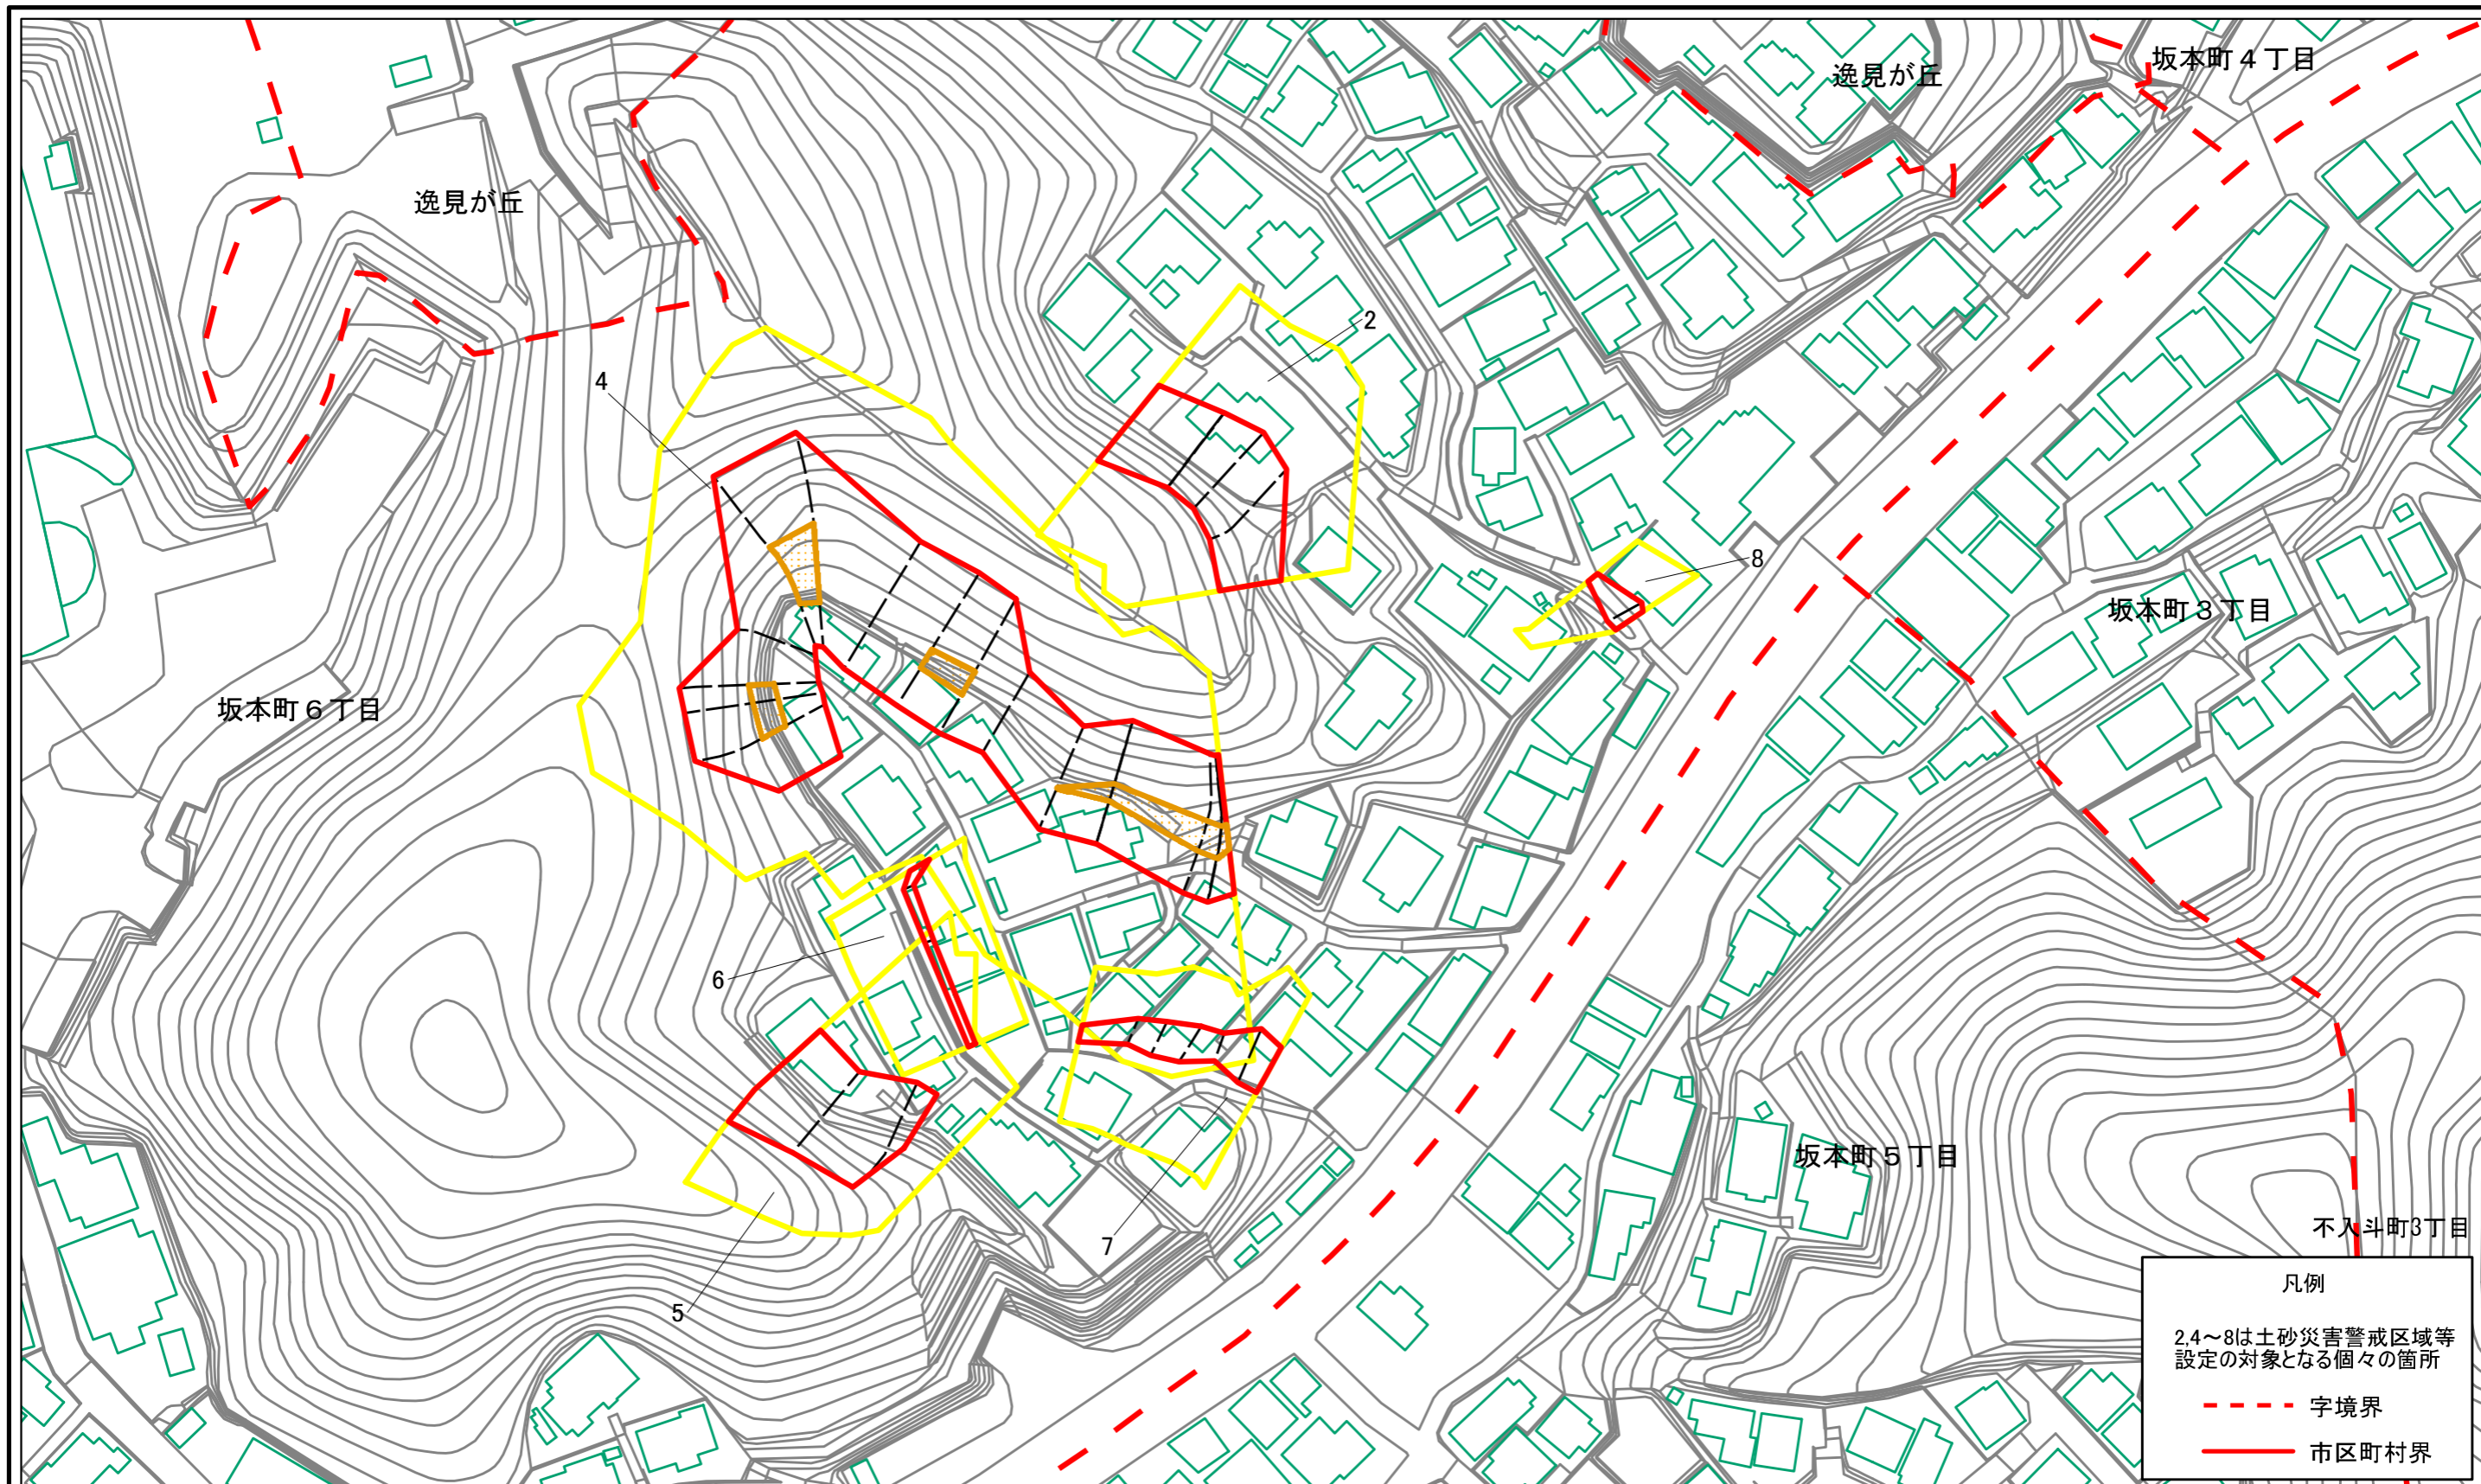 坂本町４丁目
逸見が丘
逸見が丘
2
4
8
坂本町３丁目
坂本町６丁目
6
坂本町５丁目
7
不入斗町3丁目
5
凡例
2,4～8は土砂災害警戒区域等
設定の対象となる個々の箇所
字境界
市区町村界